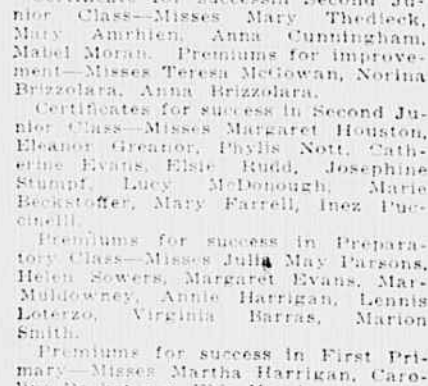 Certificate for success in Second Ju-
nior Class—Misses Mary Thedieck,
Mary Amrhien, Anna Cunningham,
Mabel Moran. Premiums for improve-
ment—Misses Teresa McGowan, Norina
Brizzolara, Anna Brizzolara.
Certificates for success in Second Ju-
nior Class—Misses Margaret Houston,
Eleanor Greanor, Phylis Nott, Cath-
erine Evans, Elsie Rudd, Josephine
Stumpf, Lucy McDonough, Marie
Beckstoffer, Mary Farrell, Inez Puc-
cinelli.
Premiums for success in Prepara-
tory Class—Misses Julia May Parsons,
Helen Sowers, Margaret Evans, Mar-
Muldowney, Annie Harrigan, Lennis
Loterzo, Virginia Barras, Marion
Smith.
Premiums for success in First Pri-
mary—Misses Martha Harrigan, Caro-